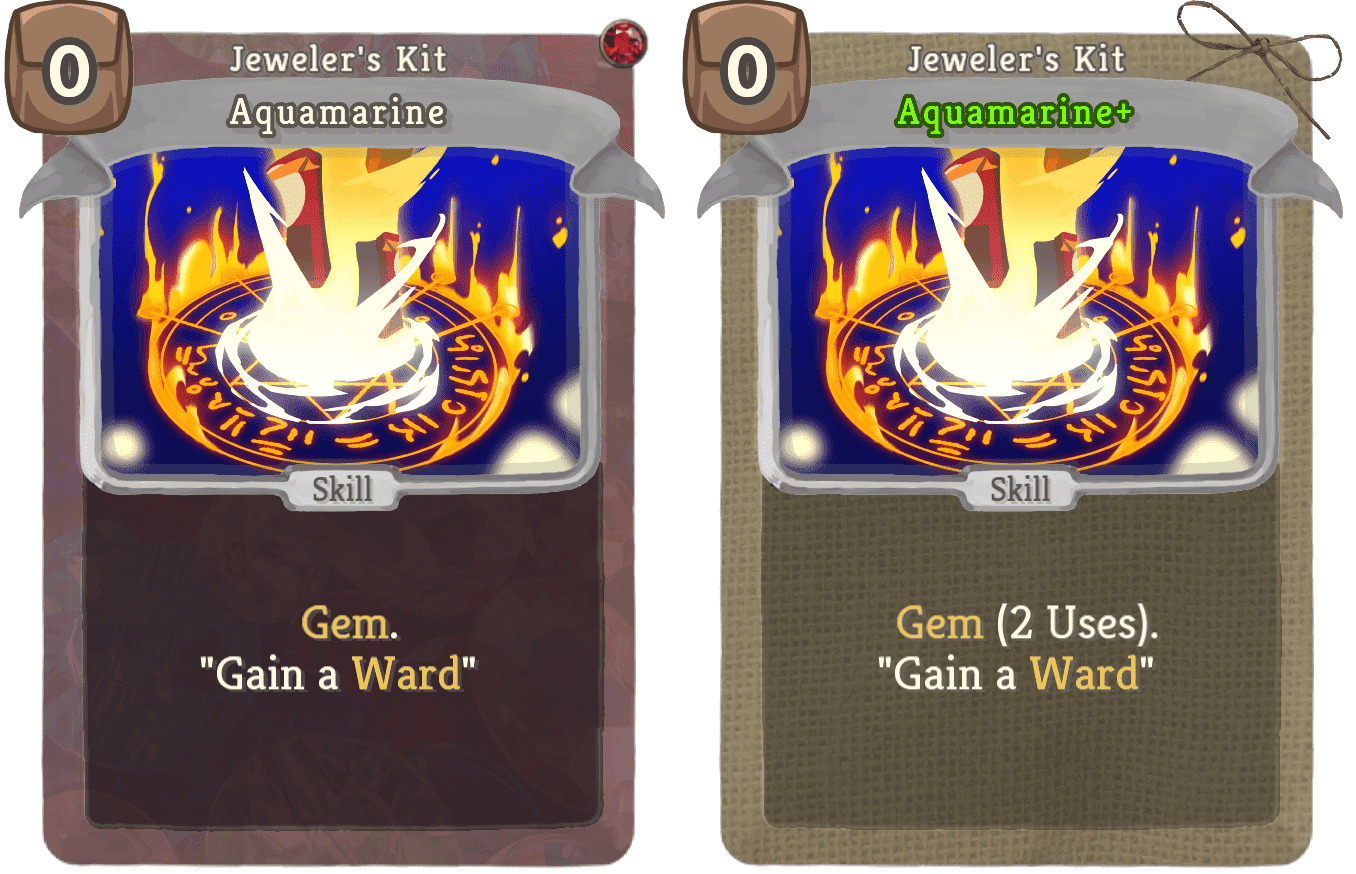 0
Jeweler's Kit
Aquamarine
Skill
Gem.
"Gain a Ward"
0
Jeweler's Kit
Aquamarine+
Skill
Gem (2 Uses).
"Gain a Ward"